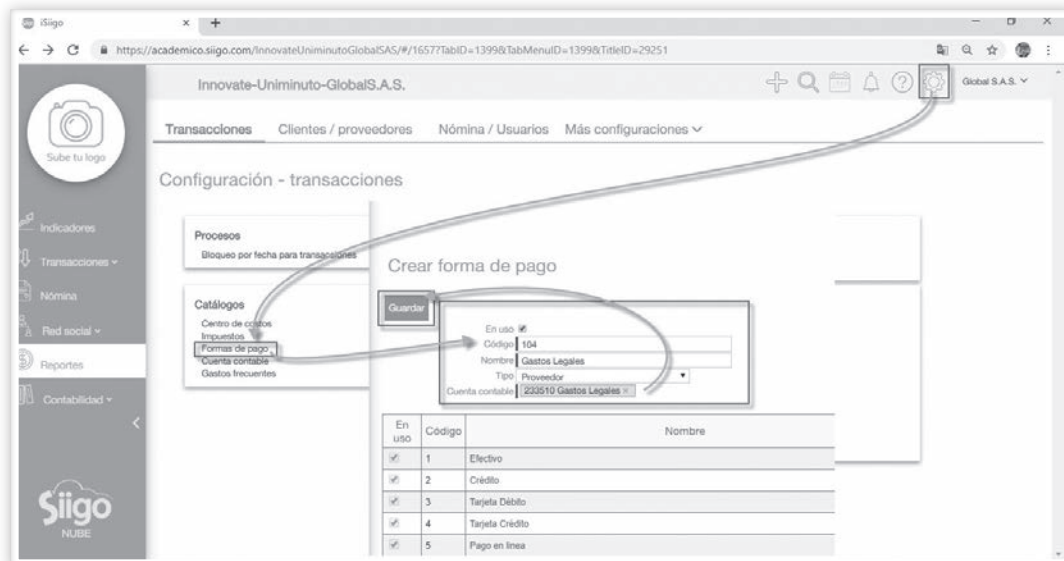 iSiigo
https://academico.siigo.com/InnovateUniminutoGlobalSAS/#/1657?TabID=1399&TabMenuID=1399&TitleID=29251
Innovate-Uniminuto-GlobalS.A.S.
Global S.A.S.
Sube tu logo
Transacciones Clientes / proveedores Nómina / Usuarios Más configuraciones
Configuración - transacciones
Indicadores
Transacciones
Nómina
Red social
Reportes
Contabilidad
Siigo
NUBE
Procesos
Bloqueo por fecha para transacciones
Catálogos
Centro de costos
Impuestos
Formas de pago
Cuenta contable
Gastos frecuentes
Crear forma de pago
Guardar
En uso
Código 104
Nombre Gastos Legales
Tipo Proveedor
Cuenta contable 233510 Gastos Legales ×
En uso Código Nombre
1 Efectivo
2 Crédito
3 Tarjeta Débito
4 Tarjeta Crédito
5 Pago en linea